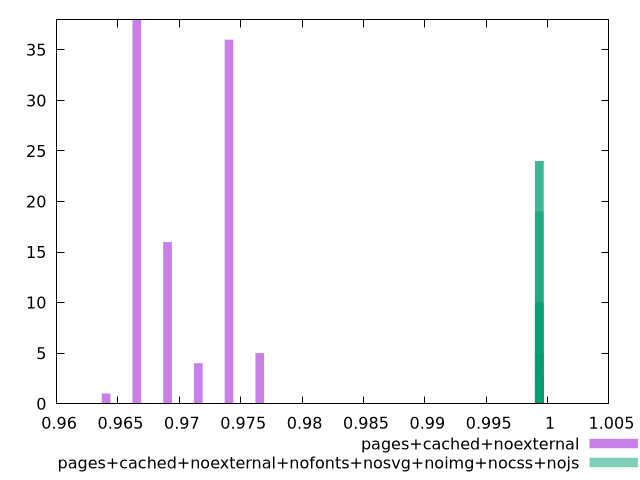 35
30
25
20
15
10
5
0
0.96 0.965 0.97 0.975 0.98 0.985 0.99 0.995 1 1.005
pages+cached+noexternal
pages+cached+noexternal+nofonts+nosvg+noimg+nocss+nojs